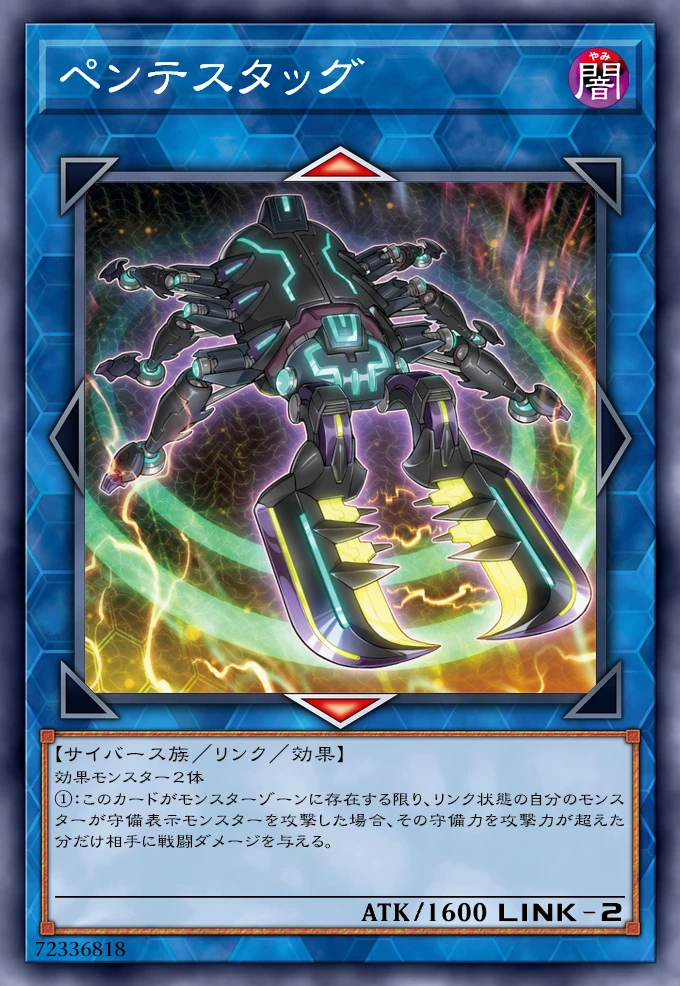 ペンテスタッグ
やみ
闇
【サイバース族／リンク／効果】
効果モンスター２体
①：このカードがモンスターゾーンに存在する限り、リンク状態の自分のモンス
ターが守備表示モンスターを攻撃した場合、その守備力を攻撃力が超えた
分だけ相手に戦闘ダメージを与える。
ATK/1600 LINK-2
72336818